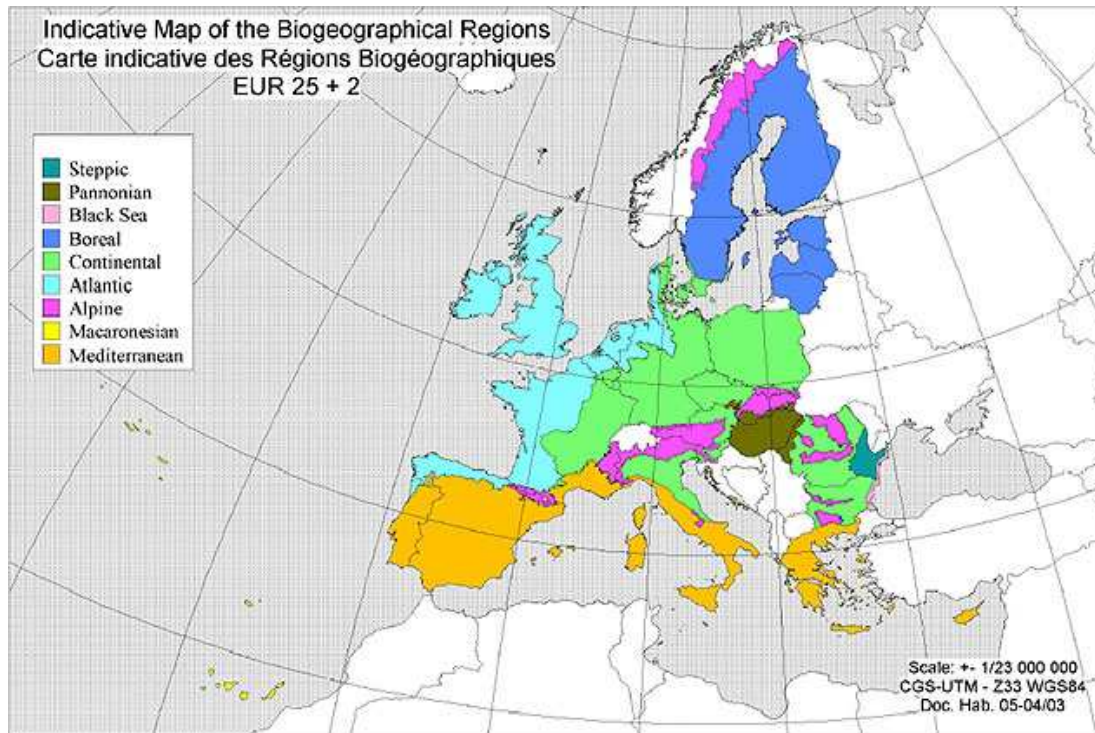 Indicative Map of the Biogeographical Regions
Carte indicative des Régions Biogéographiques
EUR 25 + 2
Steppic
Pannonian
Black Sea
Boreal
Continental
Atlantic
Alpine
Macaronesian
Mediterranean
Scale: +- 1/23 000 000
CGS-UTM - Z33 WGS84
Doc. Hab. 05-04/03